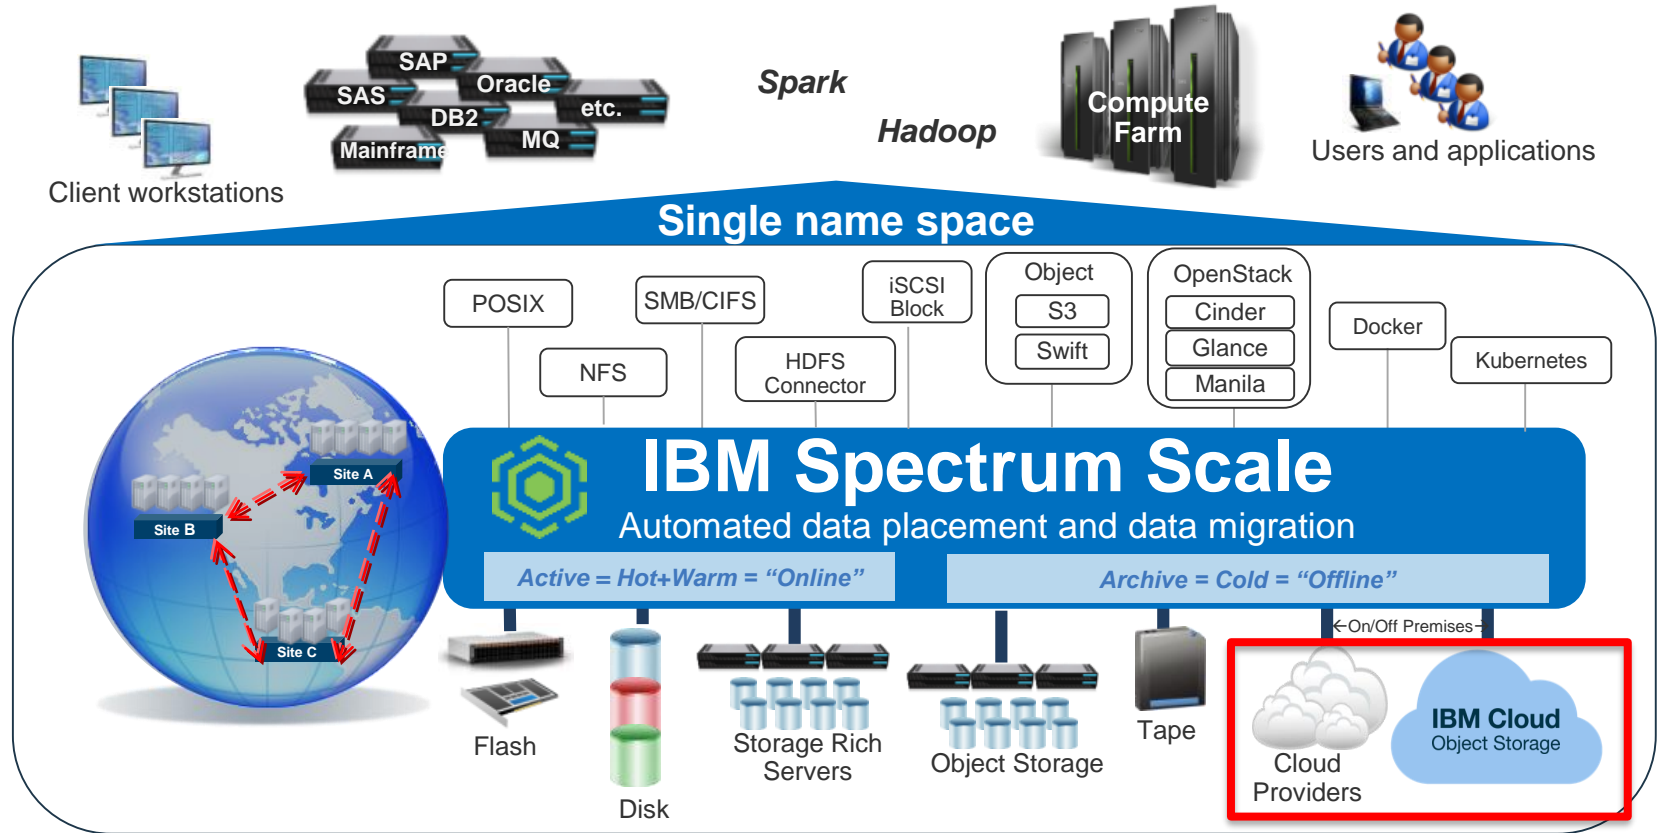 SAP
Oracle
SAS
etc.
DB2
MQ
Mainframe
Client workstations
Spark
Hadoop
Compute
Farm
Users and applications
Single name space
POSIX
NFS
SMB/CIFS
HDFS
Connector
iSCSI
Block
Object
S3
Swift
OpenStack
Cinder
Glance
Manila
Docker
Kubernetes
Site A
Site B
Site C
IBM Spectrum Scale
Automated data placement and data migration
Active = Hot+Warm = “Online”
Archive = Cold = “Offline”
←On/Off Premises→
Flash
Disk
Storage Rich
Servers
Object Storage
Tape
Cloud
Providers
IBM Cloud
Object Storage